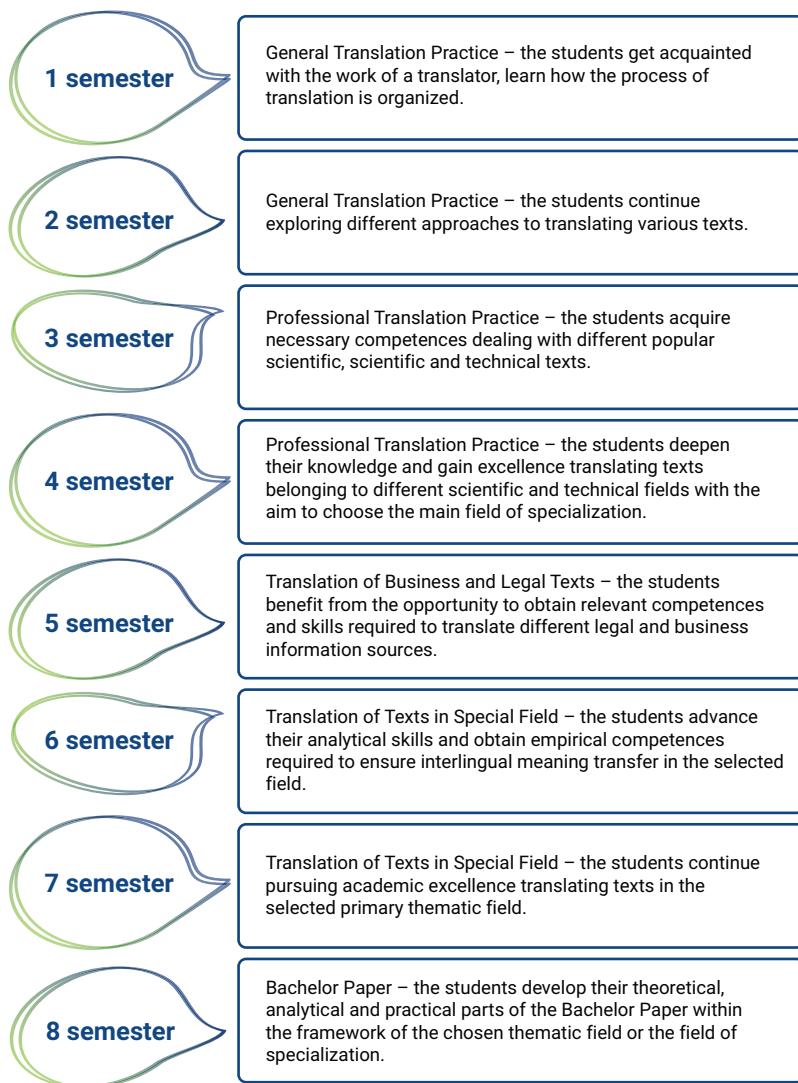 1 semester
General Translation Practice – the students get acquainted
with the work of a translator, learn how the process of
translation is organized.
2 semester
General Translation Practice – the students continue
exploring different approaches to translating various texts.
3 semester
Professional Translation Practice – the students acquire
necessary competences dealing with different popular
scientific, scientific and technical texts.
4 semester
Professional Translation Practice – the students deepen
their knowledge and gain excellence translating texts
belonging to different scientific and technical fields with the
aim to choose the main field of specialization.
5 semester
Translation of Business and Legal Texts – the students
benefit from the opportunity to obtain relevant competences
and skills required to translate different legal and business
information sources.
6 semester
Translation of Texts in Special Field – the students advance
their analytical skills and obtain empirical competences
required to ensure interlingual meaning transfer in the selected
field.
7 semester
Translation of Texts in Special Field – the students continue
pursuing academic excellence translating texts in the
selected primary thematic field.
8 semester
Bachelor Paper – the students develop their theoretical,
analytical and practical parts of the Bachelor Paper within
the framework of the chosen thematic field or the field of
specialization.